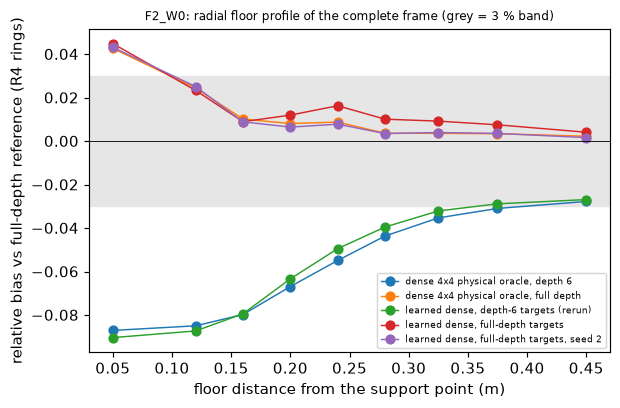 F2_W0: radial floor profile of the complete frame (grey = 3 % band)
relative bias vs full-depth reference (R4 rings)
0.04
0.02
0.00
−0.02
−0.04
−0.06
−0.08
dense 4x4 physical oracle, depth 6
dense 4x4 physical oracle, full depth
learned dense, depth-6 targets (rerun)
learned dense, full-depth targets
learned dense, full-depth targets, seed 2
0.05 0.10 0.15 0.20 0.25 0.30 0.35 0.40 0.45
floor distance from the support point (m)